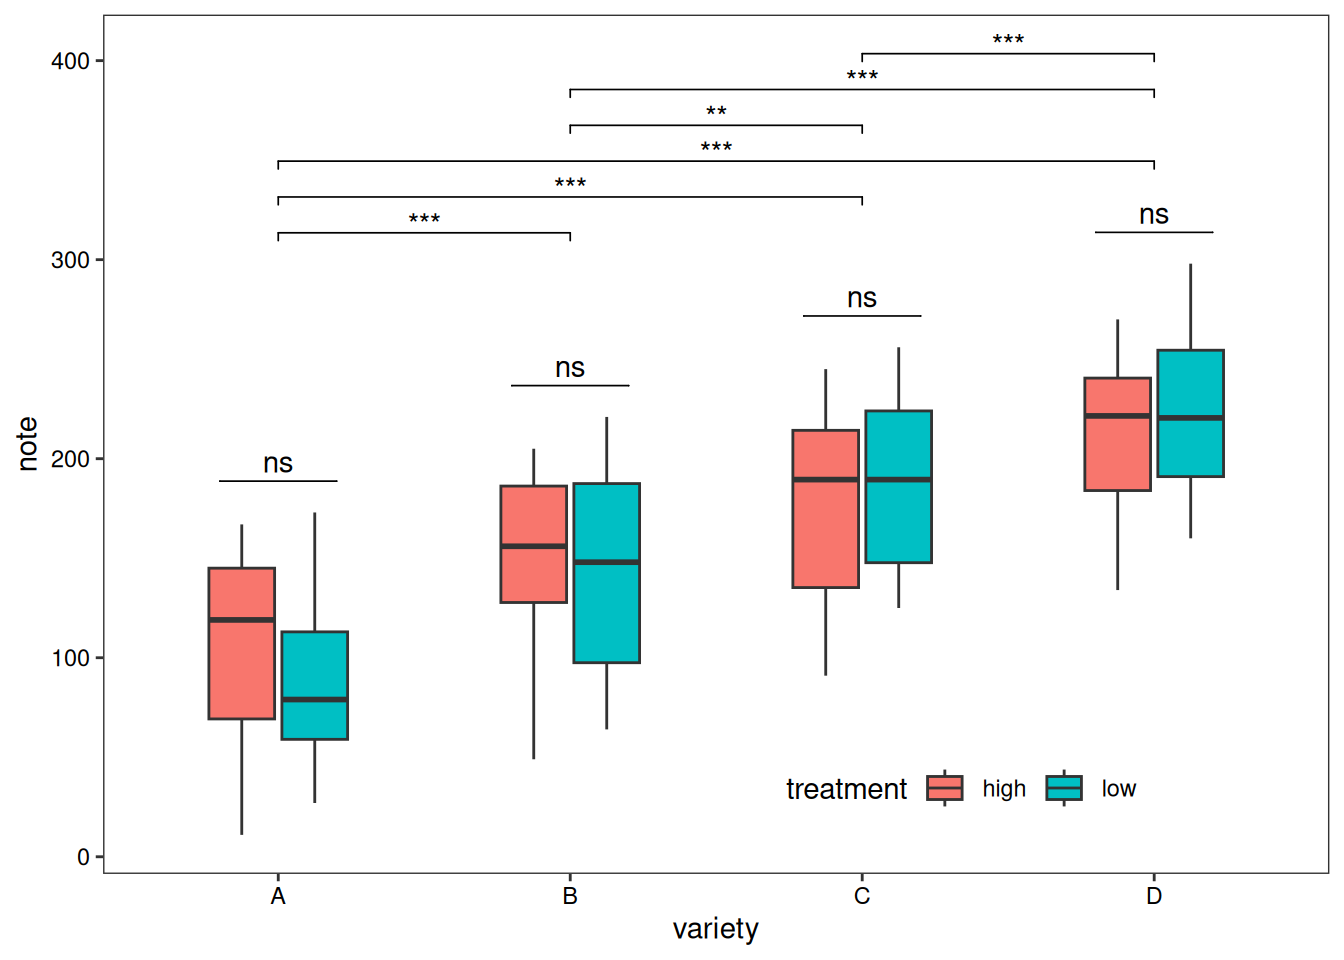 ***
400
***
**
***
***
***
ns
300
ns
ns
note
200
ns
100
treatment high low
0
A B C D
variety